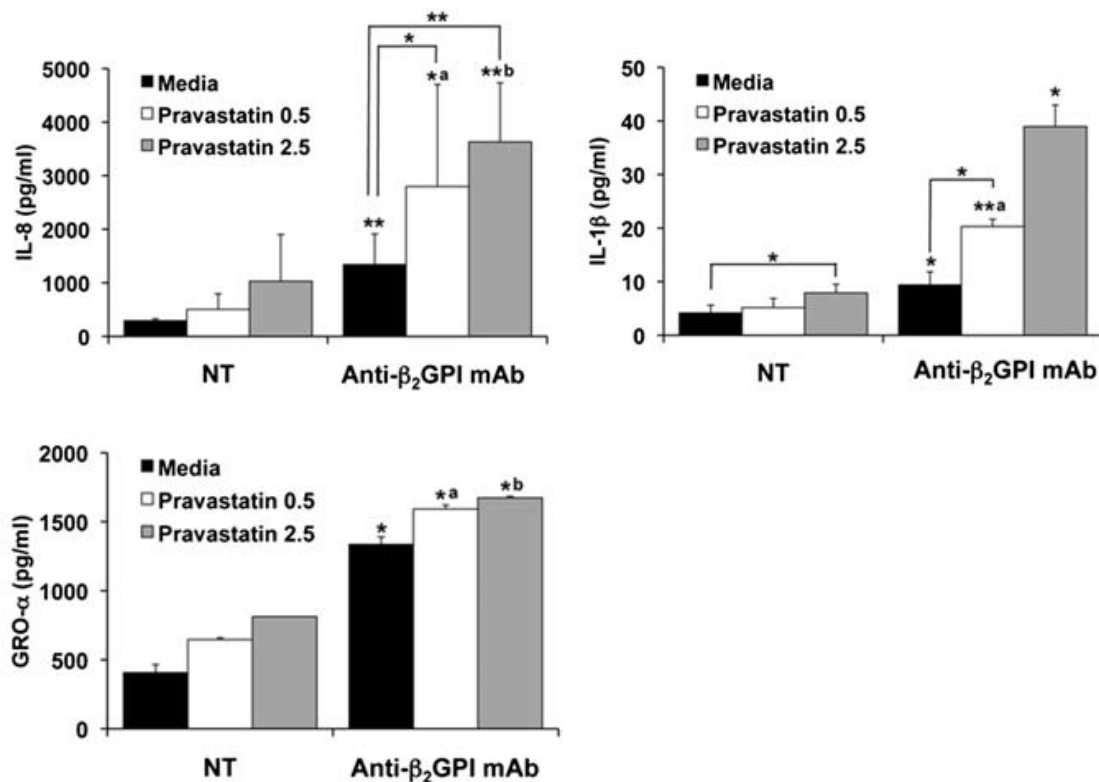 **
*
*a
**b
**
5000
4000
3000
2000
1000
0
IL-8 (pg/ml)
Media
Pravastatin 0.5
Pravastatin 2.5
NT
Anti-β₂GPI mAb
50
40
30
20
10
0
IL-1β (pg/ml)
Media
Pravastatin 0.5
Pravastatin 2.5
*
*
*
**a
*
NT
Anti-β₂GPI mAb
2000
1500
1000
500
0
GRO-α (pg/ml)
Media
Pravastatin 0.5
Pravastatin 2.5
*
*a
*b
NT
Anti-β₂GPI mAb